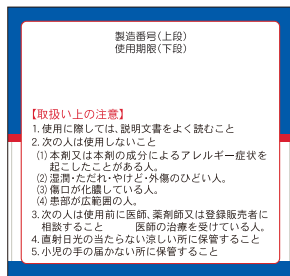 製造番号(上段)
使用期限(下段)
【取扱い上の注意】
1.使用に際しては、説明文書をよく読むこと
2.次の人は使用しないこと
(1)本剤又は本剤の成分によるアレルギー症状を
起こしたことがある人。
(2)湿潤・ただれ・やけど・外傷のひどい人。
(3)傷口が化膿している人。
(4)患部が広範囲の人。
3.次の人は使用前に医師、薬剤師又は登録販売者に
相談すること 医師の治療を受けている人。
4.直射日光の当たらない涼しい所に保管すること
5.小児の手の届かない所に保管すること